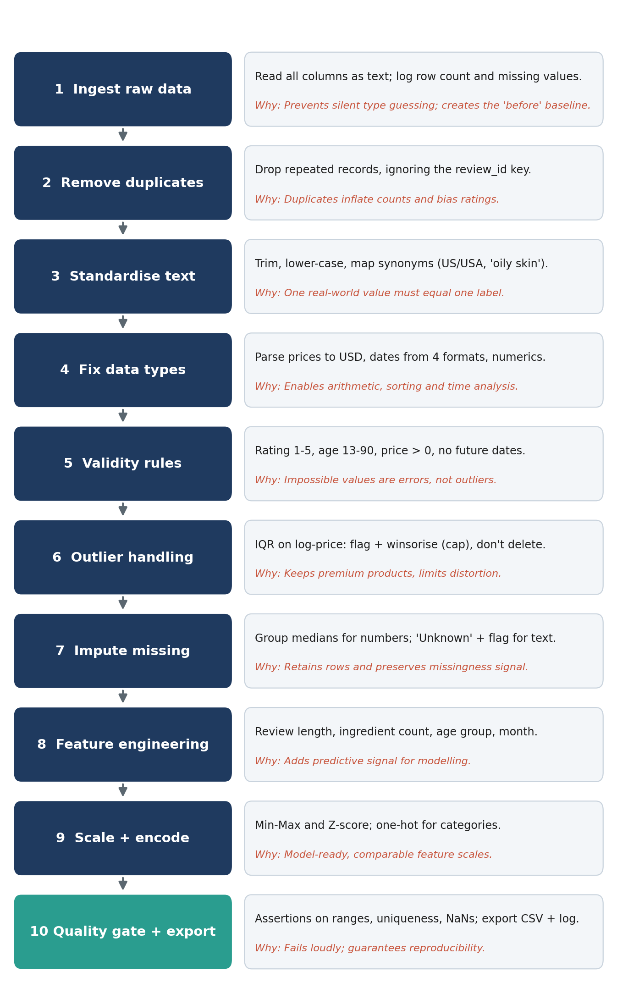 1 Ingest raw data
Read all columns as text; log row count and missing values.
Why: Prevents silent type guessing; creates the 'before' baseline.
2 Remove duplicates
Drop repeated records, ignoring the review_id key.
Why: Duplicates inflate counts and bias ratings.
3 Standardise text
Trim, lower-case, map synonyms (US/USA, 'oily skin').
Why: One real-world value must equal one label.
4 Fix data types
Parse prices to USD, dates from 4 formats, numerics.
Why: Enables arithmetic, sorting and time analysis.
5 Validity rules
Rating 1-5, age 13-90, price > 0, no future dates.
Why: Impossible values are errors, not outliers.
6 Outlier handling
IQR on log-price: flag + winsorise (cap), don't delete.
Why: Keeps premium products, limits distortion.
7 Impute missing
Group medians for numbers; 'Unknown' + flag for text.
Why: Retains rows and preserves missingness signal.
8 Feature engineering
Review length, ingredient count, age group, month.
Why: Adds predictive signal for modelling.
9 Scale + encode
Min-Max and Z-score; one-hot for categories.
Why: Model-ready, comparable feature scales.
10 Quality gate + export
Assertions on ranges, uniqueness, NaNs; export CSV + log.
Why: Fails loudly; guarantees reproducibility.